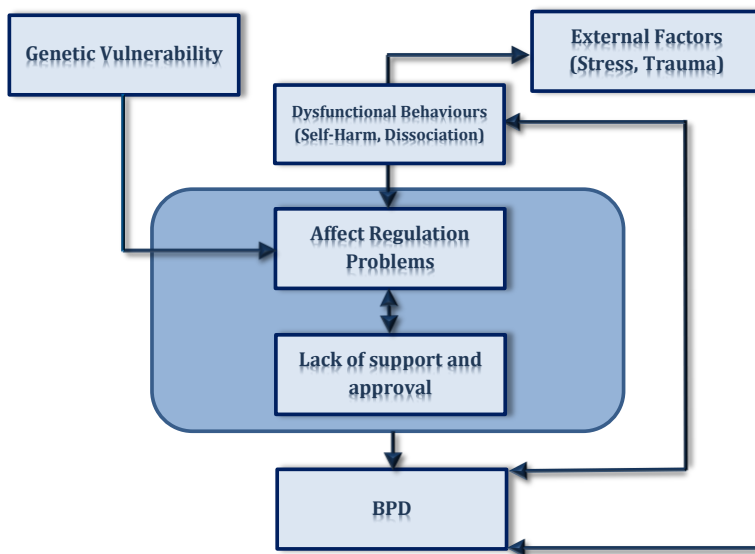 Genetic Vulnerability
External Factors
(Stress, Trauma)
Dysfunctional Behaviours
(Self-Harm, Dissociation)
Affect Regulation
Problems
Lack of support and
approval
BPD